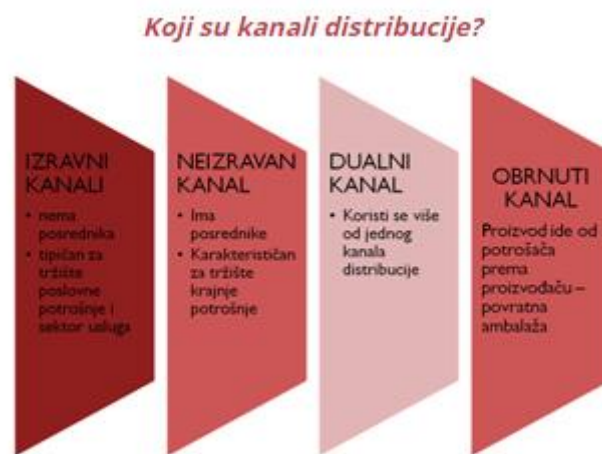 Koji su kanali distribucije?
IZRAVNI
KANALI
• nema
posrednika
• tipičan za
tržište
poslovne
potrošnje i
sektor usluga
NEIZRAVAN
KANAL
• Ima
posrednike
• Karakterističan
za tržište
krajnje
potrošnje
DUALNI
KANAL
• Koristi se više
od jednog
kanala
distribucije
OBRNUTI
KANAL
Proizvod ide od
potrošača
prema
proizvođaču –
povratna
ambalaža